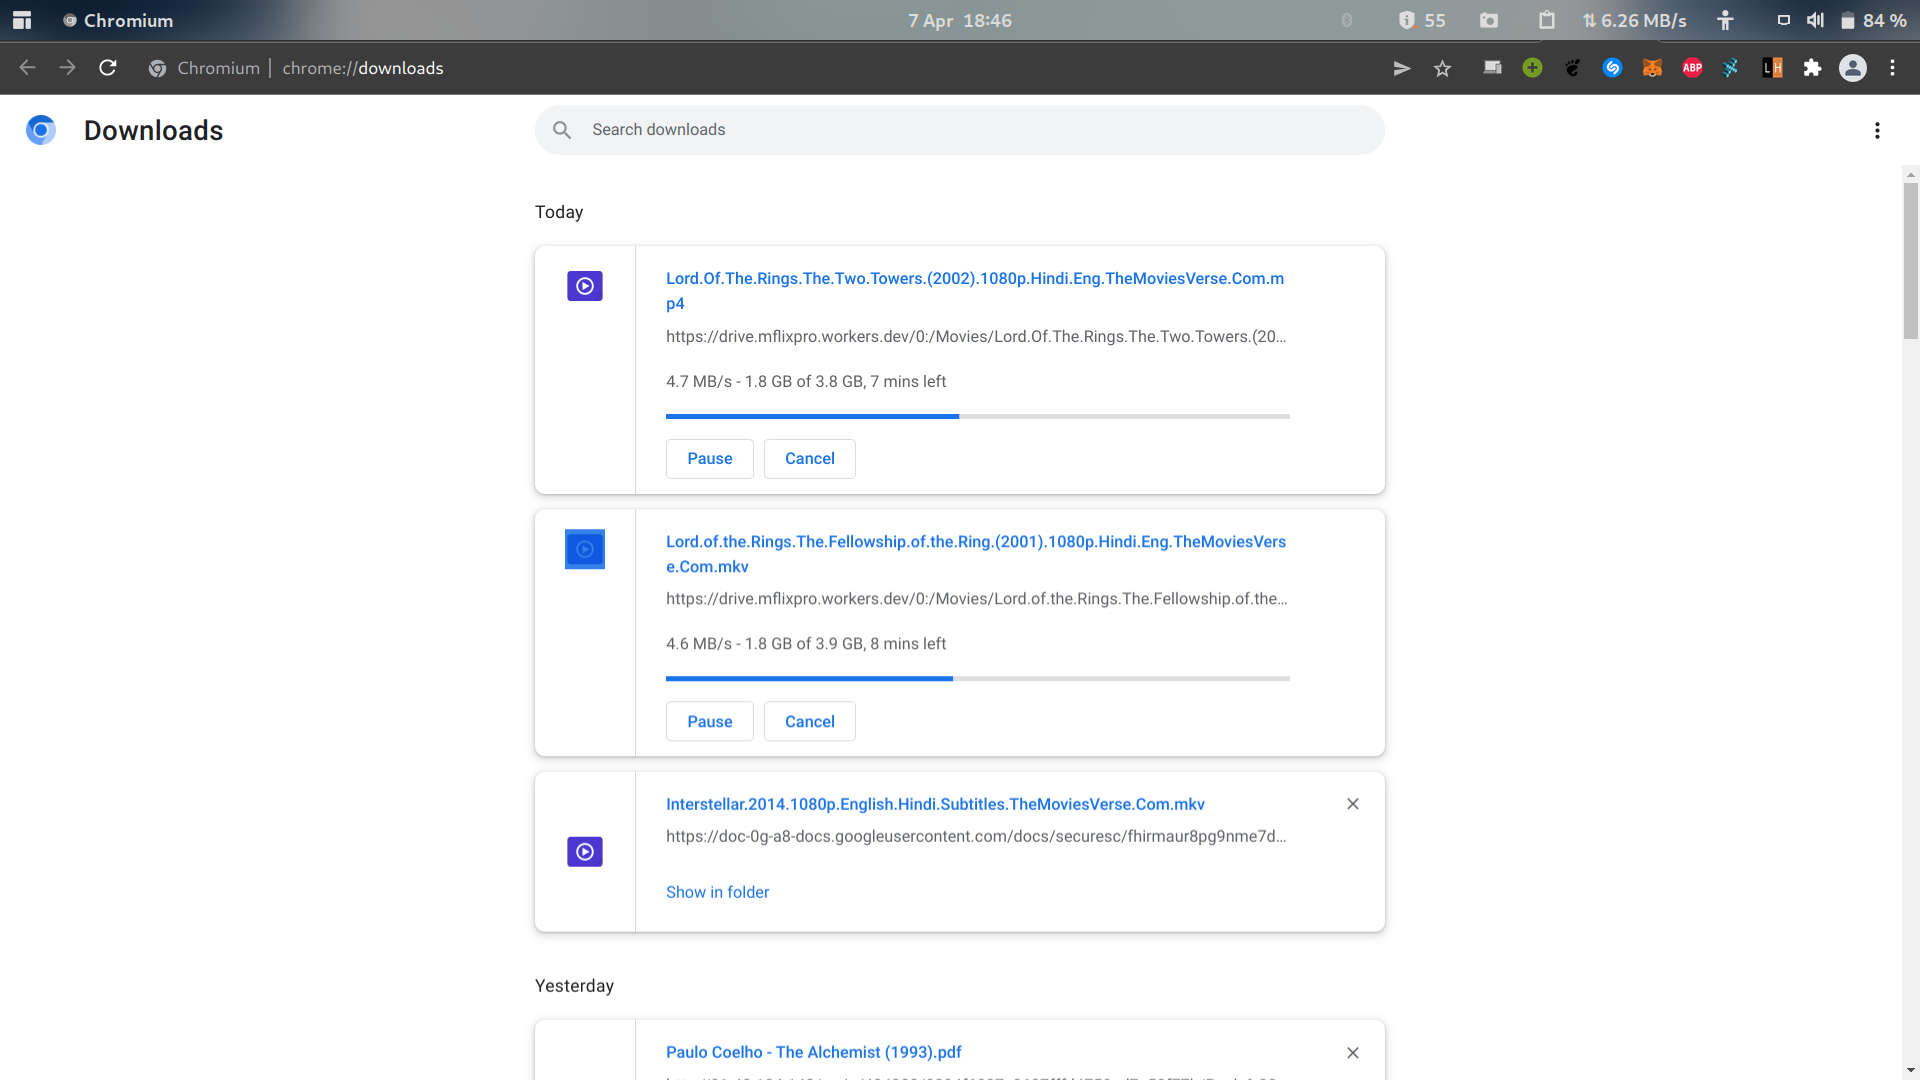 Chromium
7 Apr 18:46
55
6.26 MB/s
84 %
Chromium | chrome://downloads
ABP
LH
Downloads
Search downloads
Today
Lord.Of.The.Rings.The.Two.Towers.(2002).1080p.Hindi.Eng.TheMoviesVerse.Com.m
p4
https://drive.mflixpro.workers.dev/0:/Movies/Lord.Of.The.Rings.The.Two.Towers.(20...
4.7 MB/s - 1.8 GB of 3.8 GB, 7 mins left
Pause
Cancel
Lord.of.the.Rings.The.Fellowship.of.the.Ring.(2001).1080p.Hindi.Eng.TheMoviesVers
e.Com.mkv
https://drive.mflixpro.workers.dev/0:/Movies/Lord.of.the.Rings.The.Fellowship.of.the...
4.6 MB/s - 1.8 GB of 3.9 GB, 8 mins left
Pause
Cancel
Interstellar.2014.1080p.English.Hindi.Subtitles.TheMoviesVerse.Com.mkv
https://doc-0g-a8-docs.googleusercontent.com/docs/securesc/fhirmaur8pg9nme7d...
Show in folder
Yesterday
Paulo Coelho - The Alchemist (1993).pdf